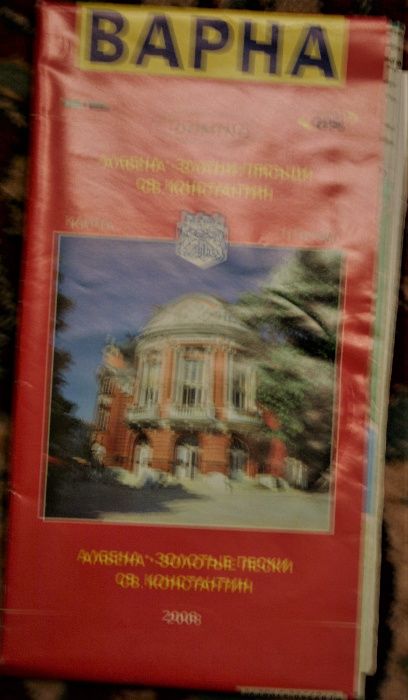 ВАРНА
АЛБЕНА · ЗЛАТНИ ПЯСЪЦИ
СВ. КОНСТАНТИН
АЛБЕНА · ЗОЛОТЫЕ ПЕСКИ
СВ. КОНСТАНТИН
2008